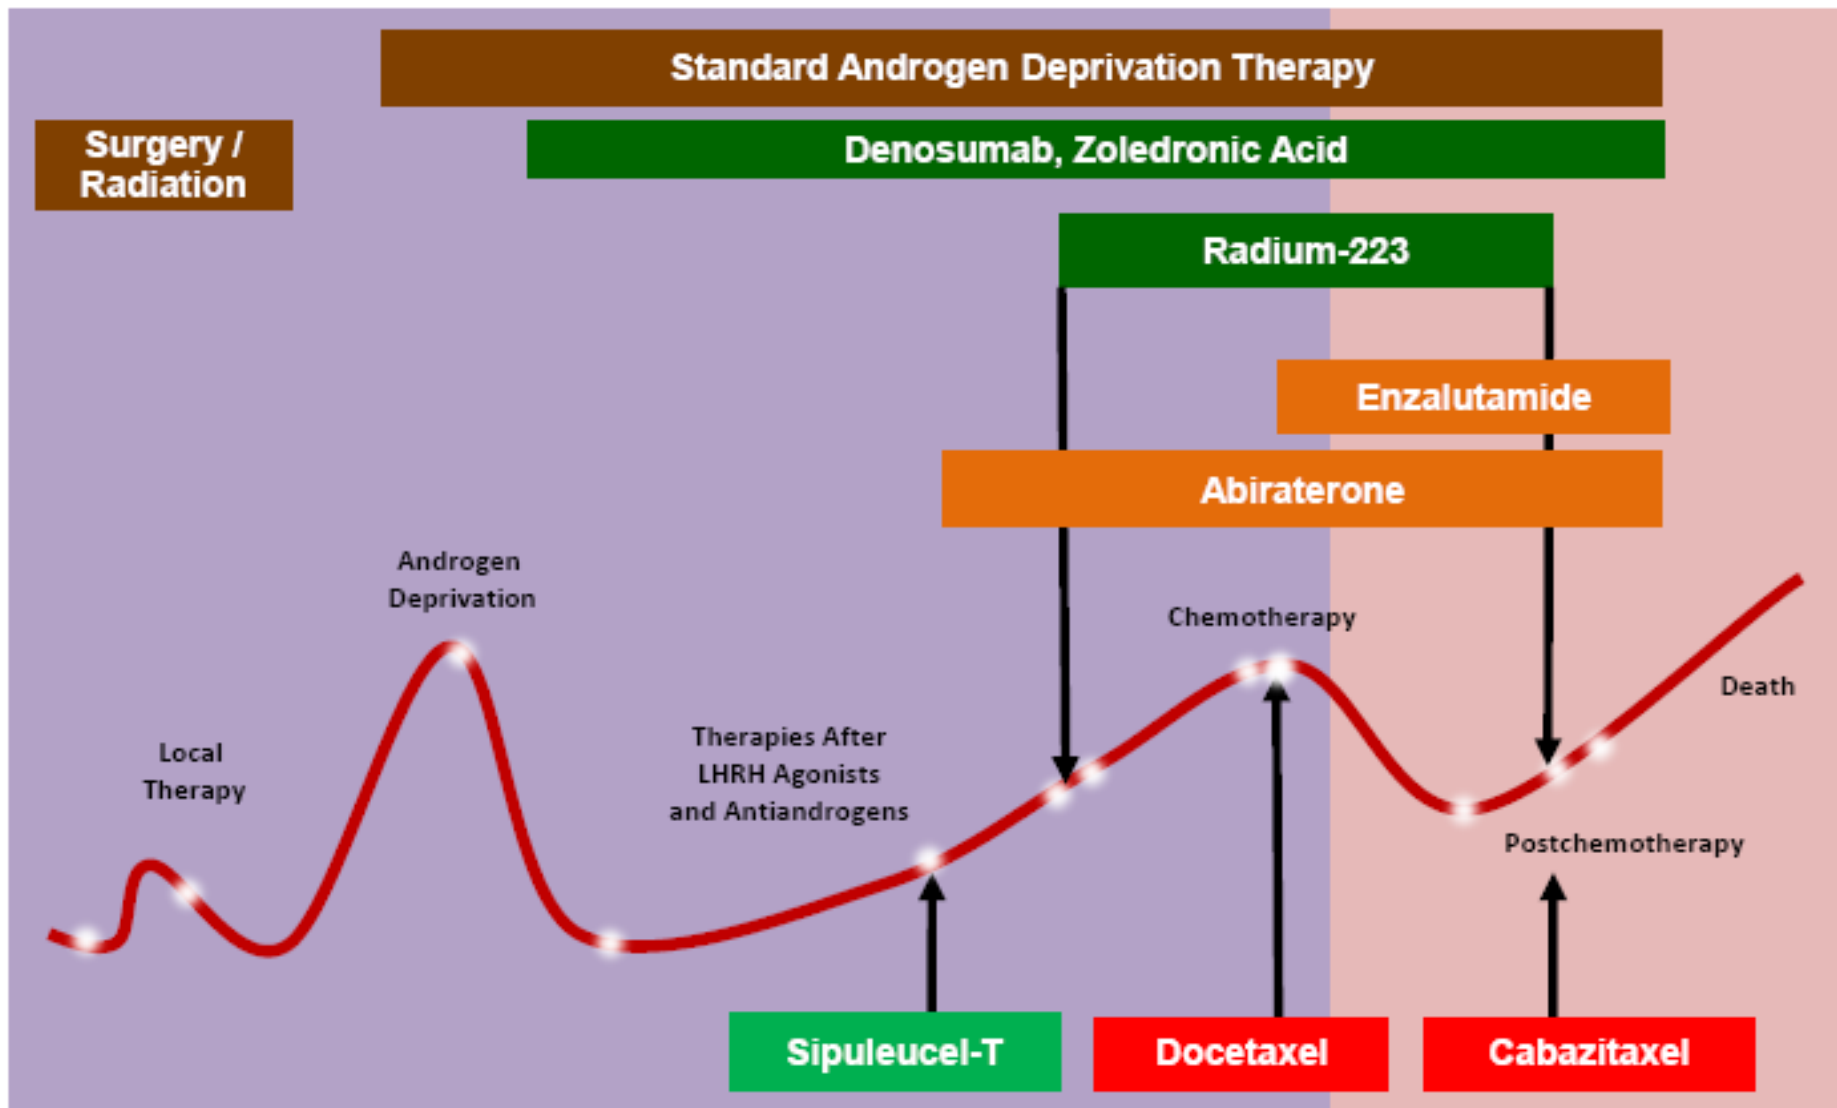 Standard Androgen Deprivation Therapy
Surgery /
Radiation
Denosumab, Zoledronic Acid
Radium-223
Enzalutamide
Abiraterone
Androgen
Deprivation
Chemotherapy
Death
Local
Therapy
Therapies After
LHRH Agonists
and Antiandrogens
Postchemotherapy
Sipuleucel-T
Docetaxel
Cabazitaxel